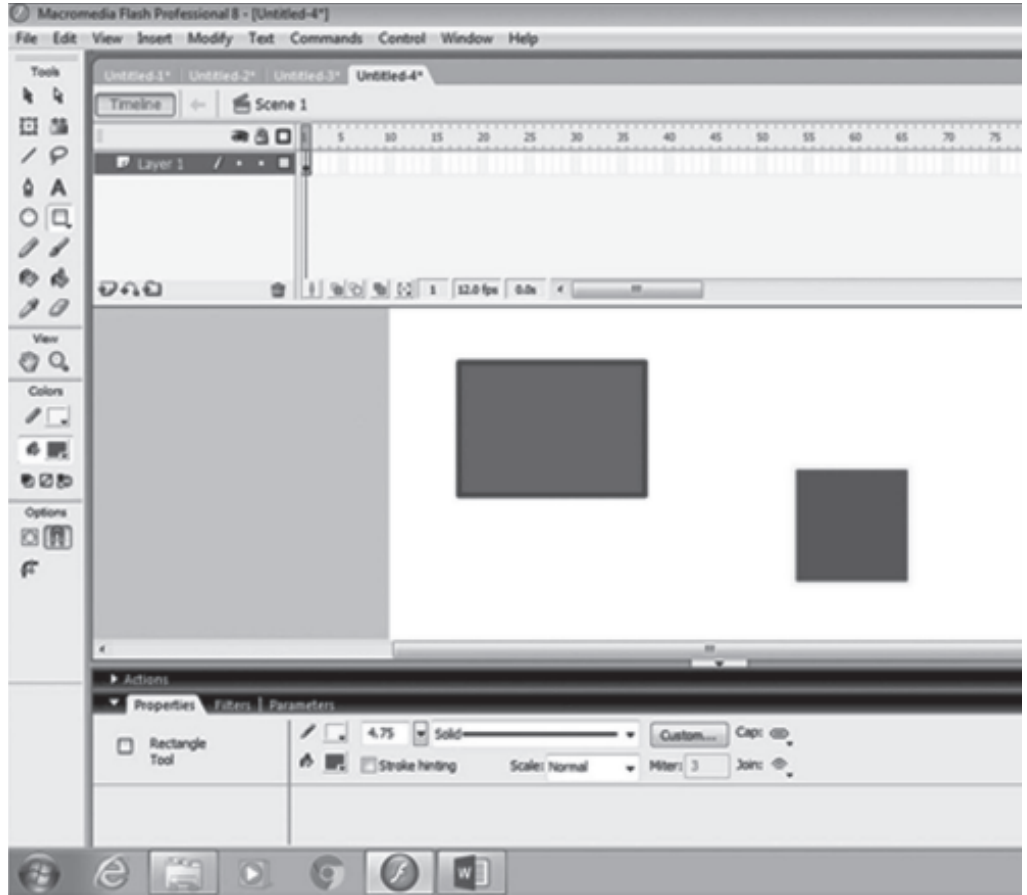 Macromedia Flash Professional 8 - [Untitled-4*]
File Edit View Insert Modify Text Commands Control Window Help
Tools
Untitled-1* Untitled-2* Untitled-3* Untitled-4*
Timeline Scene 1
5 10 15 20 25 30 35 40 45 50 55 60 65 70 75
Layer 1
A
1 12.0 fps 0.0s
View
Colors
Options
Actions
Properties Filters Parameters
Rectangle
Tool
4.75 Solid Custom... Cap:
Stroke hinting Scale: Normal Miter: 3 Join:
W